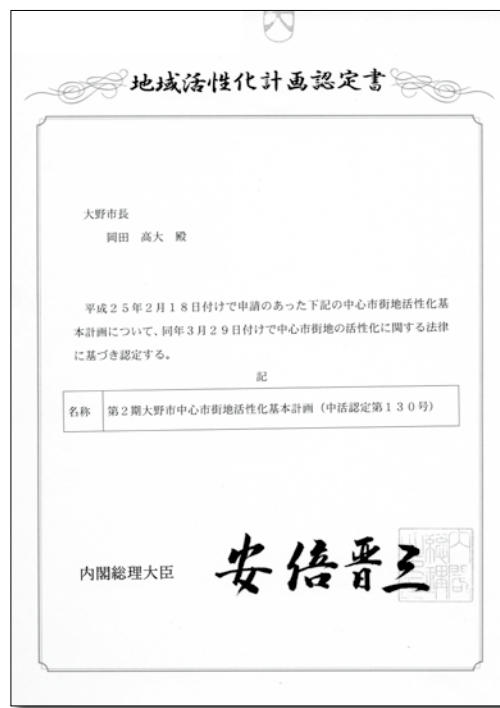 地域活性化計画認定書
大野市長
岡田 高大 殿
平成25年2月18日付けで申請のあった下記の中心市街地活性化基
本計画について、同年3月29日付けで中心市街地の活性化に関する法律
に基づき認定する。
記
名称 第2期大野市中心市街地活性化基本計画(中活認定第130号)
内閣総理大臣 安倍晋三